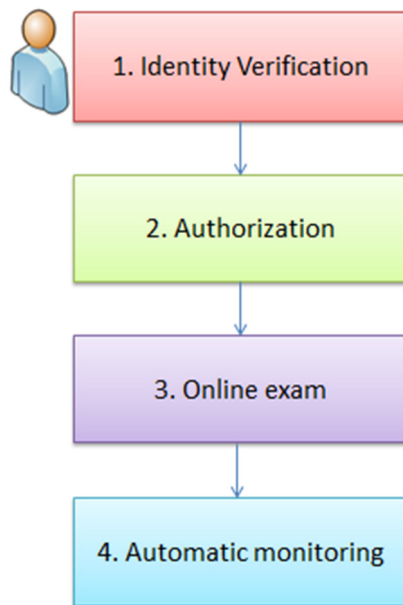 1. Identity Verification
2. Authorization
3. Online exam
4. Automatic monitoring